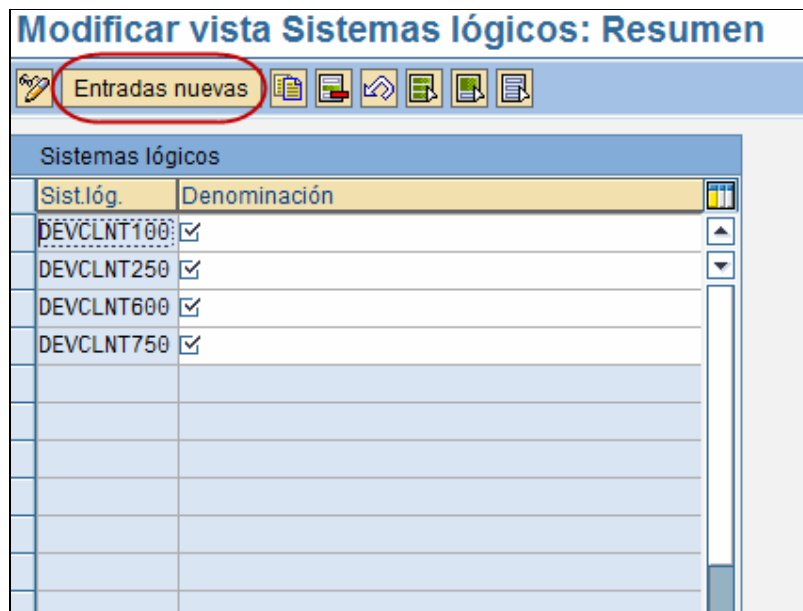 Modificar vista Sistemas lógicos: Resumen
Entradas nuevas
Sistemas lógicos
Sist.lóg. Denominación
DEVCLNT100
DEVCLNT250
DEVCLNT600
DEVCLNT750